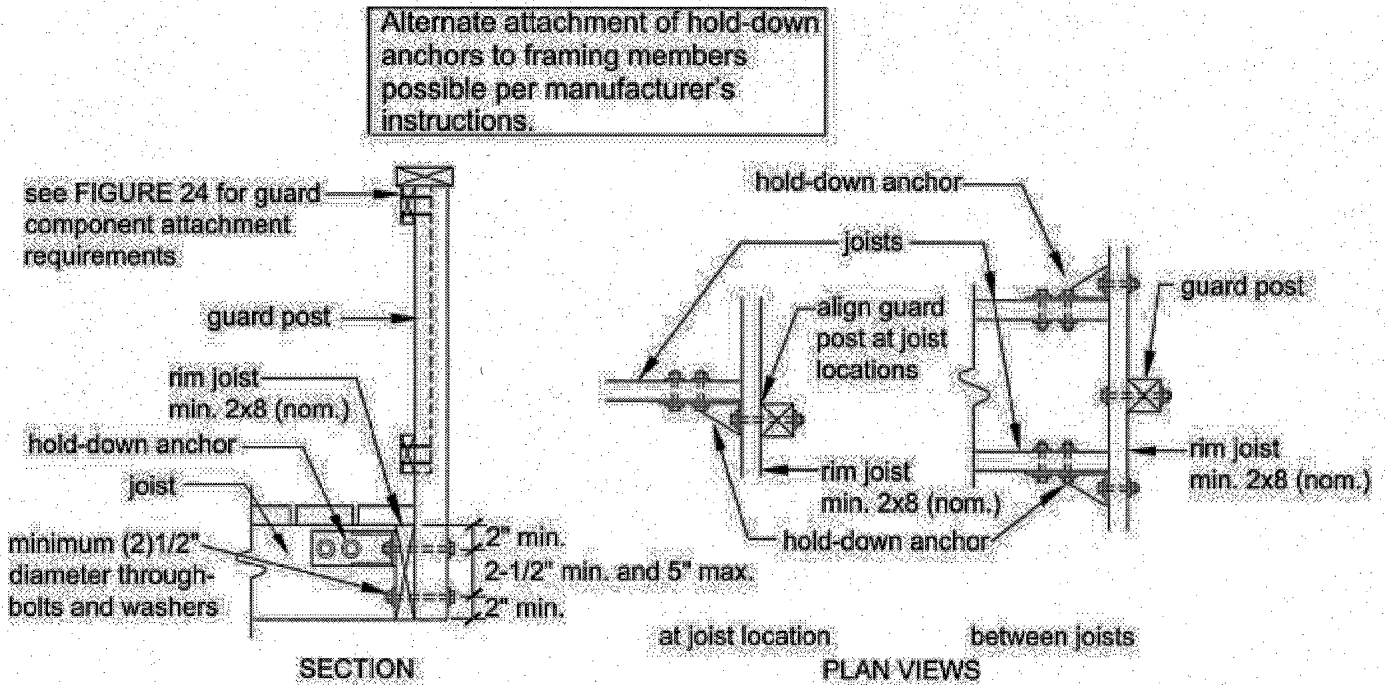 Alternate attachment of hold-down
anchors to framing members
possible per manufacturer's
instructions.
see FIGURE 24 for guard
component attachment
requirements
guard post
rim joist
min. 2x8 (nom.)
hold-down anchor
joist
minimum (2)1/2"
diameter through-
bolts and washers
2" min.
2-1/2" min. and 5" max.
2" min.
SECTION
hold-down anchor
joists
align guard
post at joist
locations
guard post
rim joist
min. 2x8 (nom.)
rim joist
min. 2x8 (nom.)
hold-down anchor
at joist location
between joists
PLAN VIEWS